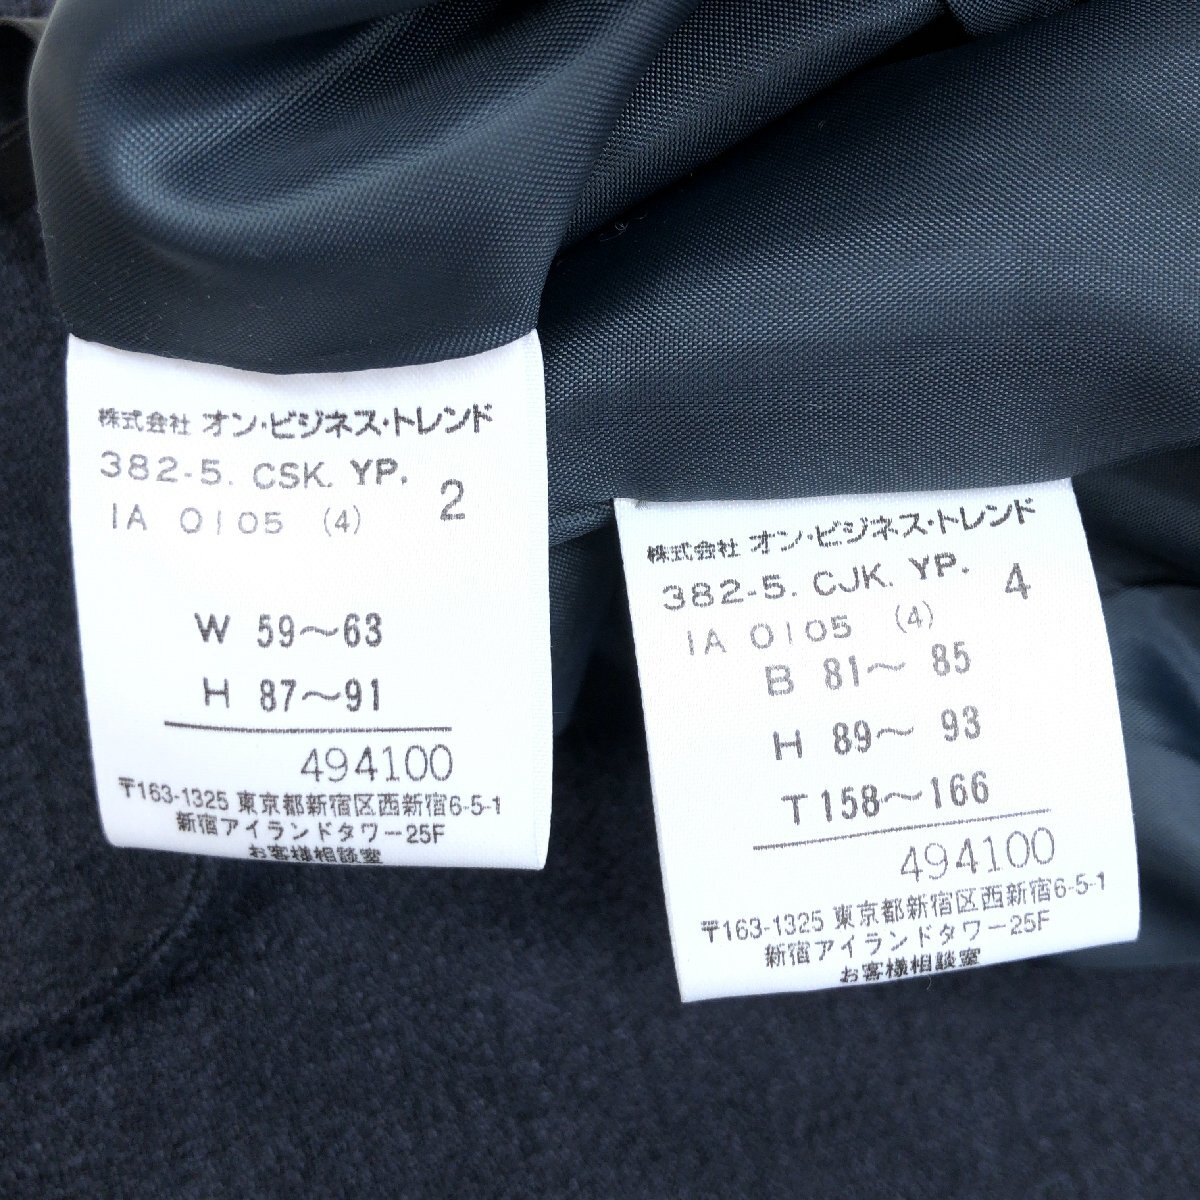 株式会社 オン・ビジネス・トレンド
382-5. CSK. YP. 2
IA 0105 (4)
W 59〜63
H 87〜91
494100
〒163-1325 東京都新宿区西新宿6-5-1
新宿アイランドタワー25F
お客様相談室
株式会社 オン・ビジネス・トレンド
382-5. CJK. YP. 4
IA 0105 (4)
B 81〜 85
H 89〜 93
T 158〜166
494100
〒163-1325 東京都新宿区西新宿6-5-1
新宿アイランドタワー25F
お客様相談室